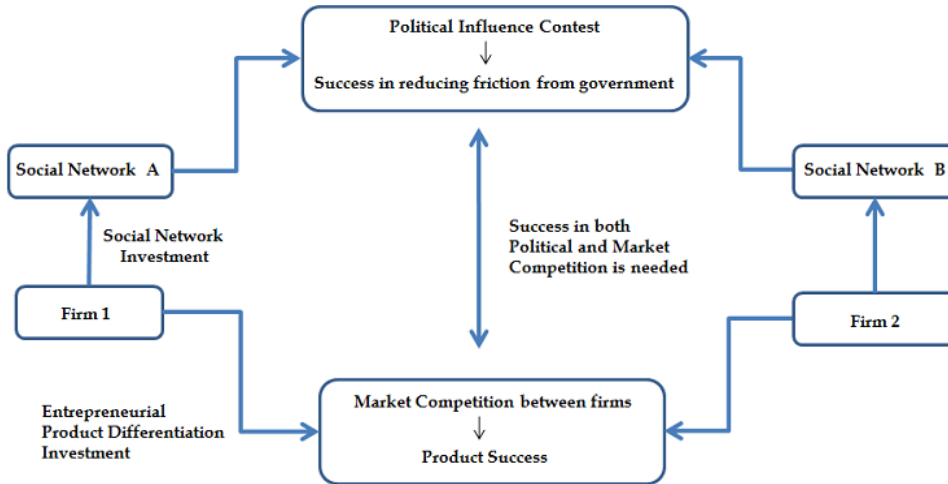 Political Influence Contest
Success in reducing friction from government
Social Network A
Social Network B
Social Network
Investment
Success in both
Political and Market
Competition is needed
Firm 1
Firm 2
Entrepreneurial
Product Differentiation
Investment
Market Competition between firms
Product Success